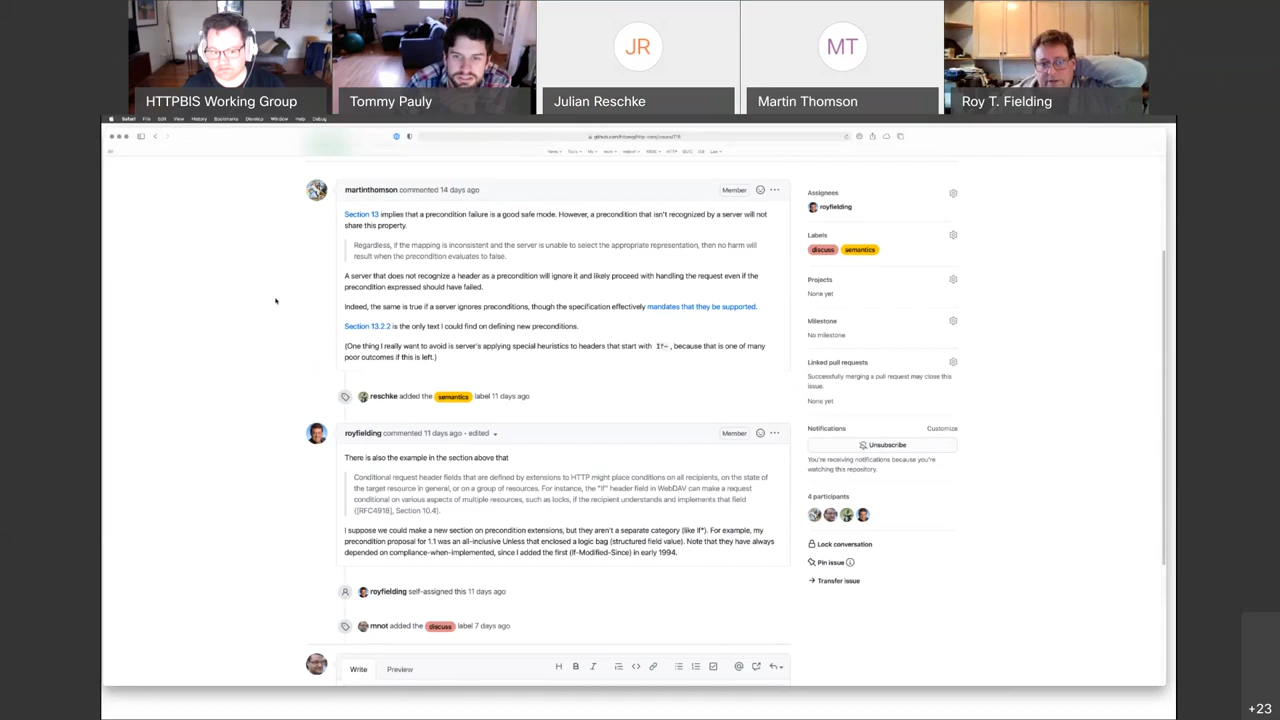 JR
MT
HTTPBIS Working Group
Tommy Pauly
Julian Reschke
Martin Thomson
Roy T. Fielding
Safari File Edit View History Bookmarks Develop Window Help Debug
martinthomson commented 14 days ago
Member
Section 13 implies that a precondition failure is a good safe mode. However, a precondition that isn't recognized by a server will not
share this property.
Regardless, if the mapping is inconsistent and the server is unable to select the appropriate representation, then no harm will
result when the precondition evaluates to false.
A server that does not recognize a header as a precondition will ignore it and likely proceed with handling the request even if the
precondition expressed should have failed.
Indeed, the same is true if a server ignores preconditions, though the specification effectively mandates that they be supported.
Section 13.2.2 is the only text I could find on defining new preconditions.
(One thing I really want to avoid is server's applying special heuristics to headers that start with If-, because that is one of many
poor outcomes if this is left.)
reschke added the semantics label 11 days ago
royfielding commented 11 days ago • edited
Member
There is also the example in the section above that
Conditional request header fields that are defined by extensions to HTTP might place conditions on all recipients, on the state of
the target resource in general, or on a group of resources. For instance, the "If" header field in WebDAV can make a request
conditional on various aspects of multiple resources, such as locks, if the recipient understands and implements that field
([RFC4918], Section 10.4).
I suppose we could make a new section on precondition extensions, but they aren't a separate category (like If*). For example, my
precondition proposal for 1.1 was an all-inclusive Unless that enclosed a logic bag (structured field value). Note that they have always
depended on compliance-when-implemented, since I added the first (If-Modified-Since) in early 1994.
royfielding self-assigned this 11 days ago
mnot added the discuss label 7 days ago
Write Preview
H B I
Assignees
royfielding
Labels
discuss semantics
Projects
None yet
Milestone
No milestone
Linked pull requests
Successfully merging a pull request may close this
issue.
None yet
Notifications
Customize
Unsubscribe
You're receiving notifications because you're
watching this repository.
4 participants
Lock conversation
Pin issue
Transfer issue
+23